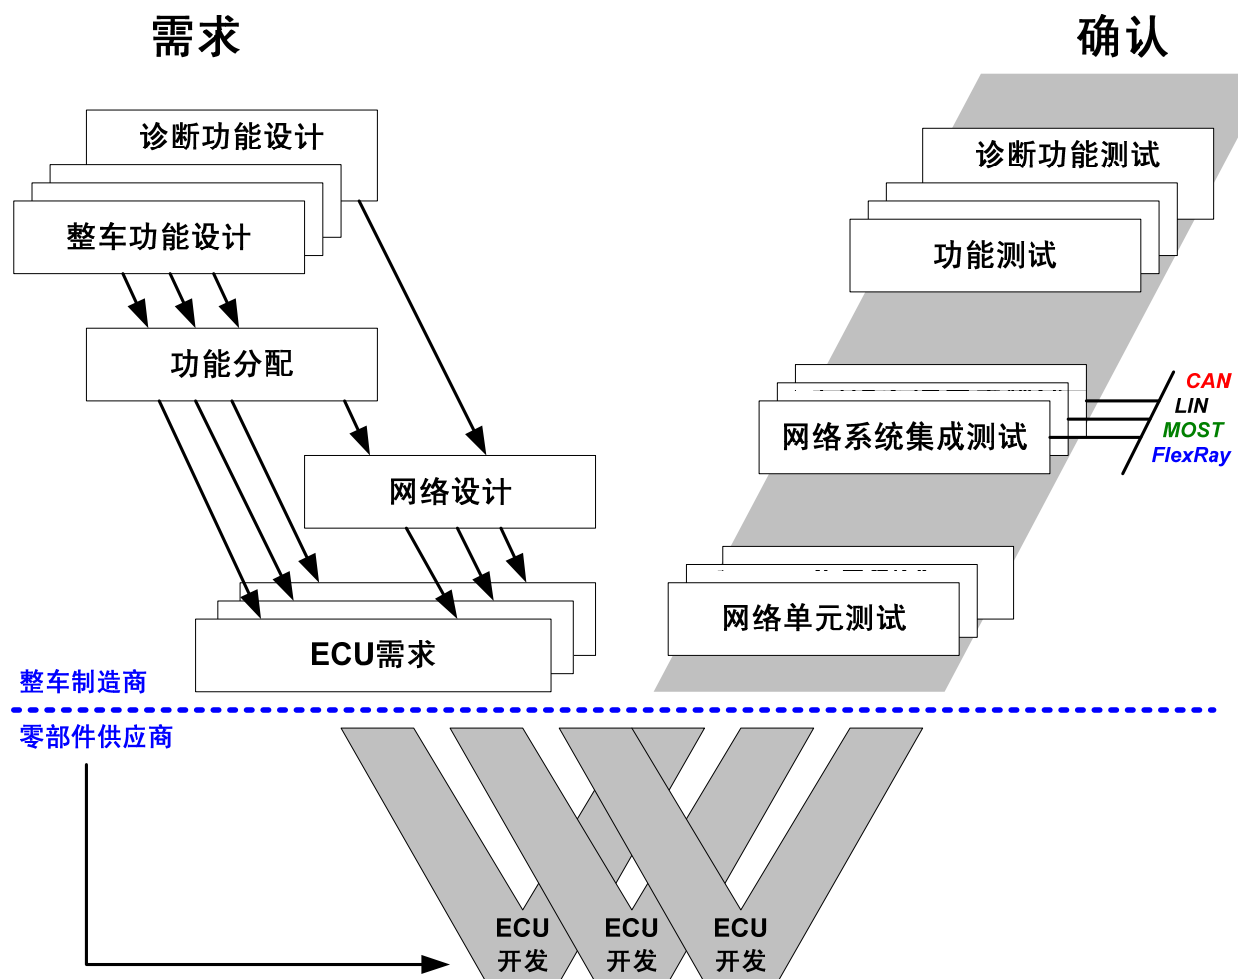 需求
确认
诊断功能设计
整车功能设计
功能分配
网络设计
ECU需求
诊断功能测试
功能测试
网络系统集成测试
CAN
LIN
MOST
FlexRay
网络单元测试
整车制造商
零部件供应商
ECU
开发
ECU
开发
ECU
开发